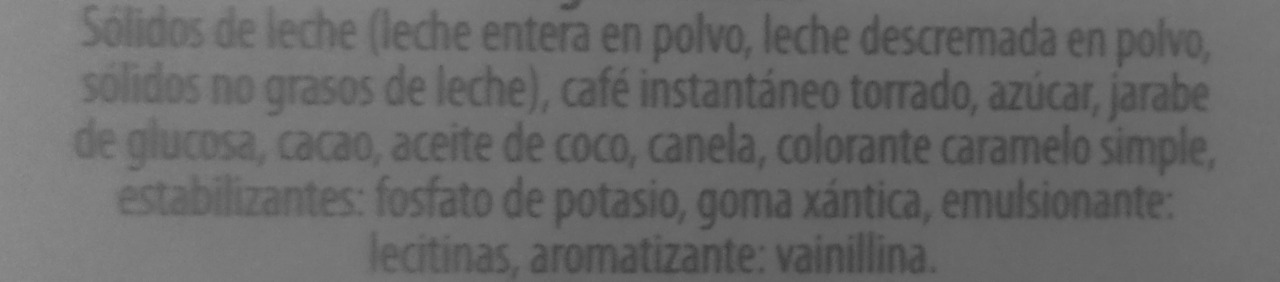 Sólidos de leche (leche entera en polvo, leche descremada en polvo,
sólidos no grasos de leche), café instantáneo torrado, azúcar, jarabe
de glucosa, cacao, aceite de coco, canela, colorante caramelo simple,
estabilizantes: fosfato de potasio, goma xántica, emulsionante:
lecitinas, aromatizante: vainillina.